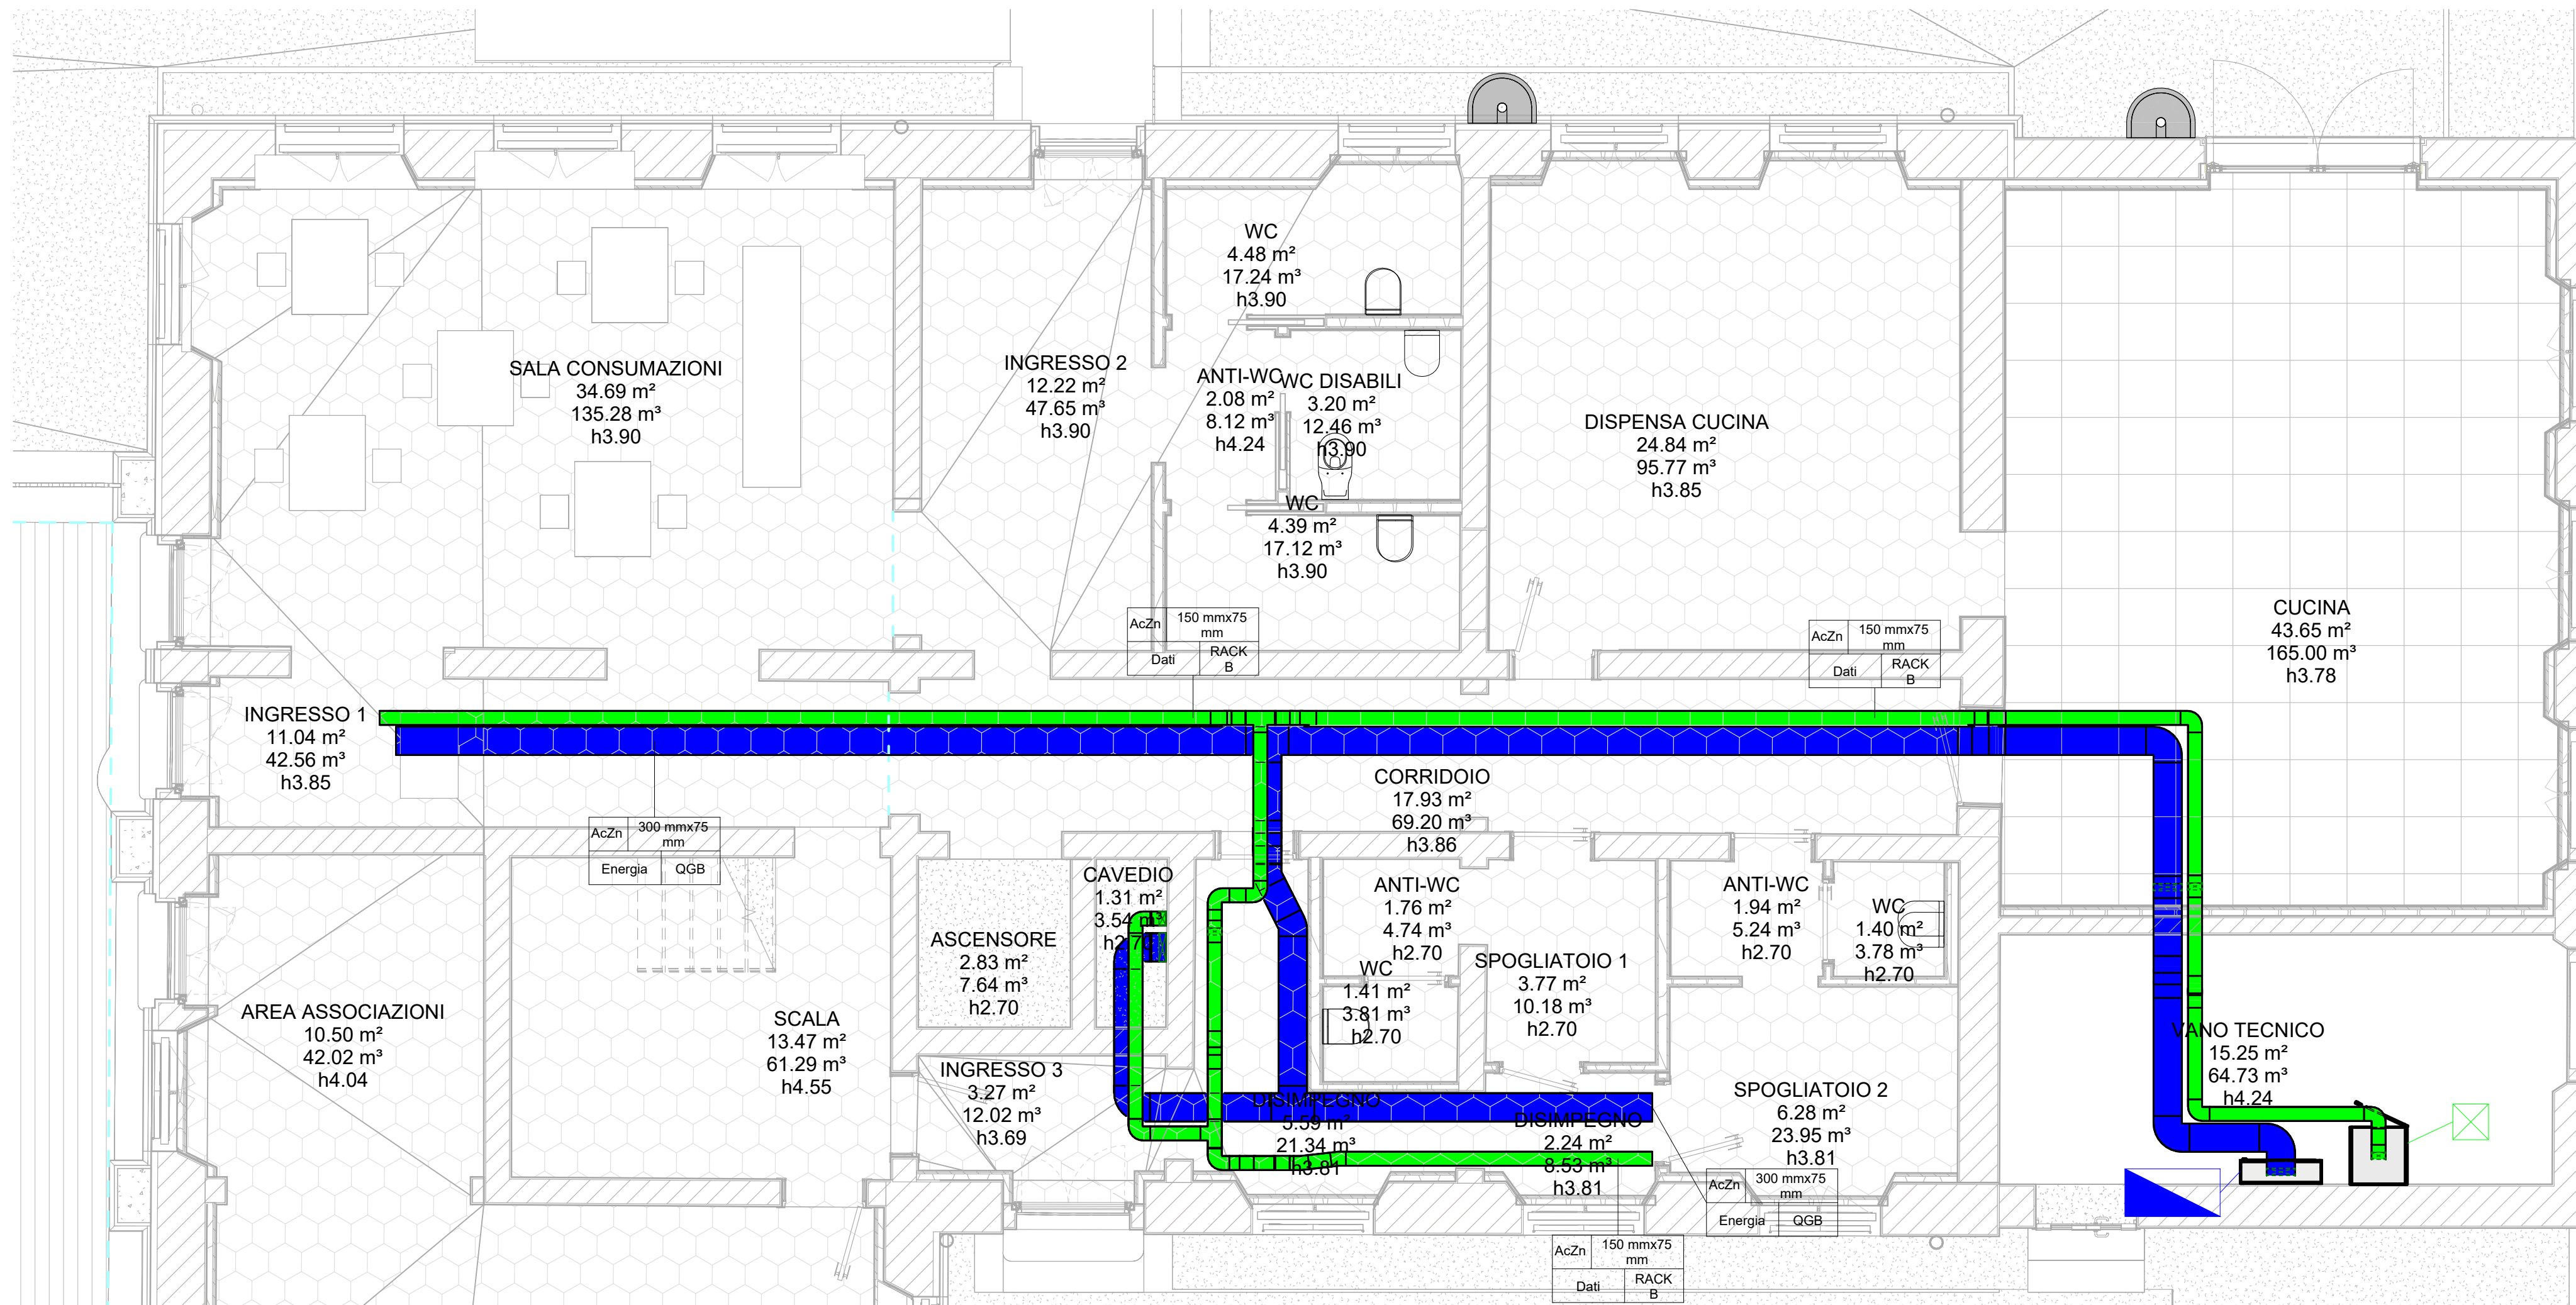 WC
4.48 m²
17.24 m³
h3.90
SALA CONSUMAZIONI
34.69 m²
135.28 m³
h3.90
INGRESSO 2
12.22 m²
47.65 m³
h3.90
ANTI-WC
2.08 m²
8.12 m³
h4.24
WC DISABILI
3.20 m²
12.46 m³
h3.90
DISPENSA CUCINA
24.84 m²
95.77 m³
h3.85
WC
4.39 m²
17.12 m³
h3.90
CUCINA
43.65 m²
165.00 m³
h3.78
AcZn
150 mmx75
mm
Dati
RACK
B
AcZn
150 mmx75
mm
Dati
RACK
B
INGRESSO 1
11.04 m²
42.56 m³
h3.85
CORRIDOIO
17.93 m²
69.20 m³
h3.86
AcZn
300 mmx75
mm
Energia
QGB
CAVEDIO
1.31 m²
3.54 m³
h2.70
ANTI-WC
1.76 m²
4.74 m³
h2.70
ANTI-WC
1.94 m²
5.24 m³
h2.70
WC
1.40 m²
3.78 m³
h2.70
ASCENSORE
2.83 m²
7.64 m³
h2.70
WC
1.41 m²
3.81 m³
h2.70
SPOGLIATOIO 1
3.77 m²
10.18 m³
h2.70
AREA ASSOCIAZIONI
10.50 m²
42.02 m³
h4.04
SCALA
13.47 m²
61.29 m³
h4.55
VANO TECNICO
15.25 m²
64.73 m³
h4.24
INGRESSO 3
3.27 m²
12.02 m³
h3.69
DISIMPEGNO
5.59 m²
21.34 m³
h3.81
DISIMPEGNO
2.24 m²
8.53 m³
h3.81
SPOGLIATOIO 2
6.28 m²
23.95 m³
h3.81
AcZn
300 mmx75
mm
Energia
QGB
AcZn
150 mmx75
mm
Dati
RACK
B